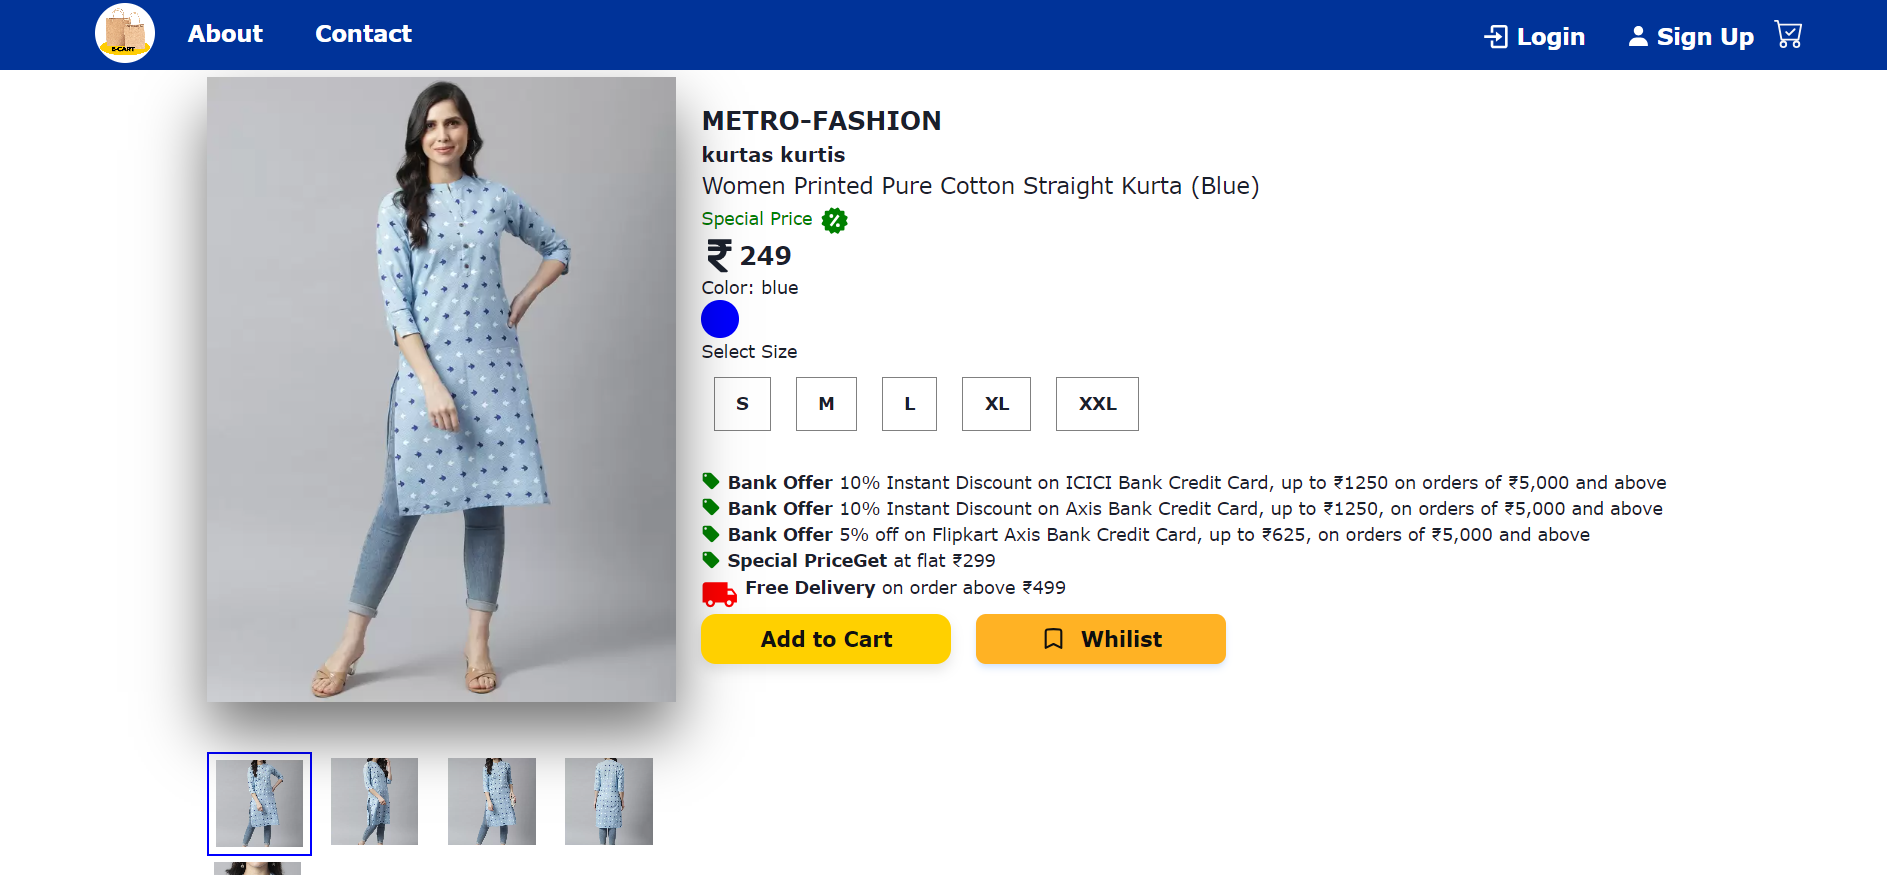 E-CART
About Contact
Login Sign Up
METRO-FASHION
kurtas kurtis
Women Printed Pure Cotton Straight Kurta (Blue)
Special Price
₹ 249
Color: blue
Select Size
S M L XL XXL
Bank Offer 10% Instant Discount on ICICI Bank Credit Card, up to ₹1250 on orders of ₹5,000 and above
Bank Offer 10% Instant Discount on Axis Bank Credit Card, up to ₹1250, on orders of ₹5,000 and above
Bank Offer 5% off on Flipkart Axis Bank Credit Card, up to ₹625, on orders of ₹5,000 and above
Special PriceGet at flat ₹299
Free Delivery on order above ₹499
Add to Cart Whilist